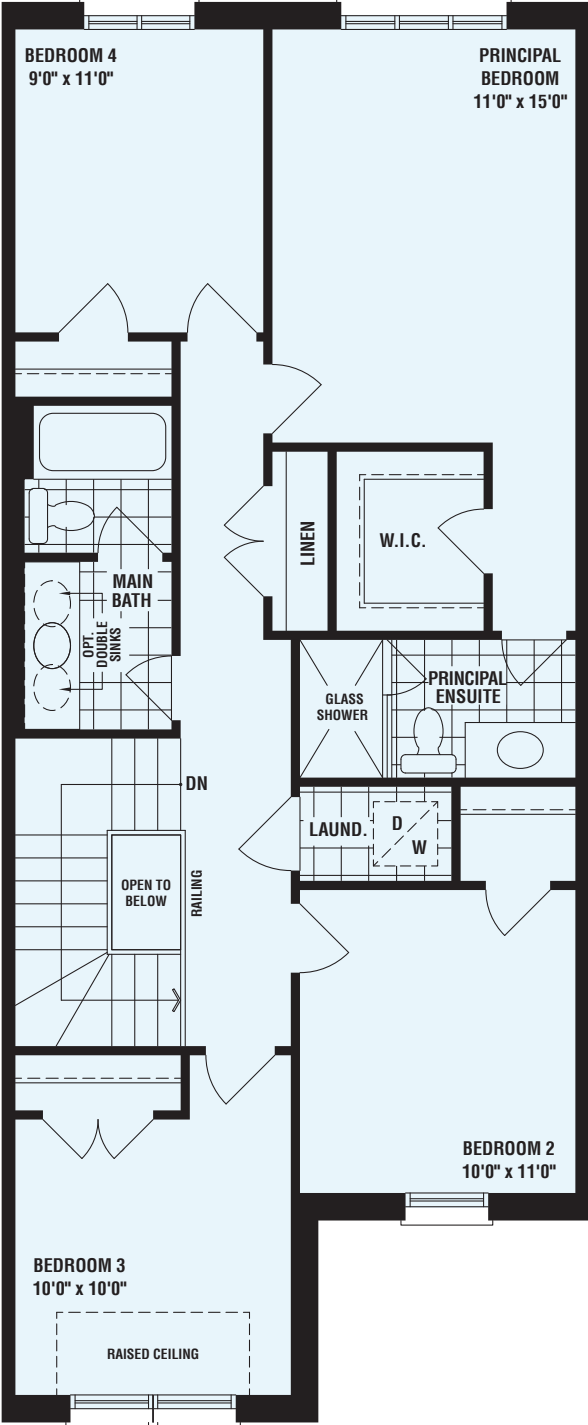 BEDROOM 4
9'0" x 11'0"
PRINCIPAL
BEDROOM
11'0" x 15'0"
LINEN
W.I.C.
MAIN
BATH
OPT.
DOUBLE
SINKS
GLASS
SHOWER
PRINCIPAL
ENSUITE
DN
LAUND.
D
W
OPEN TO
BELOW
RAILING
BEDROOM 2
10'0" x 11'0"
BEDROOM 3
10'0" x 10'0"
RAISED CEILING